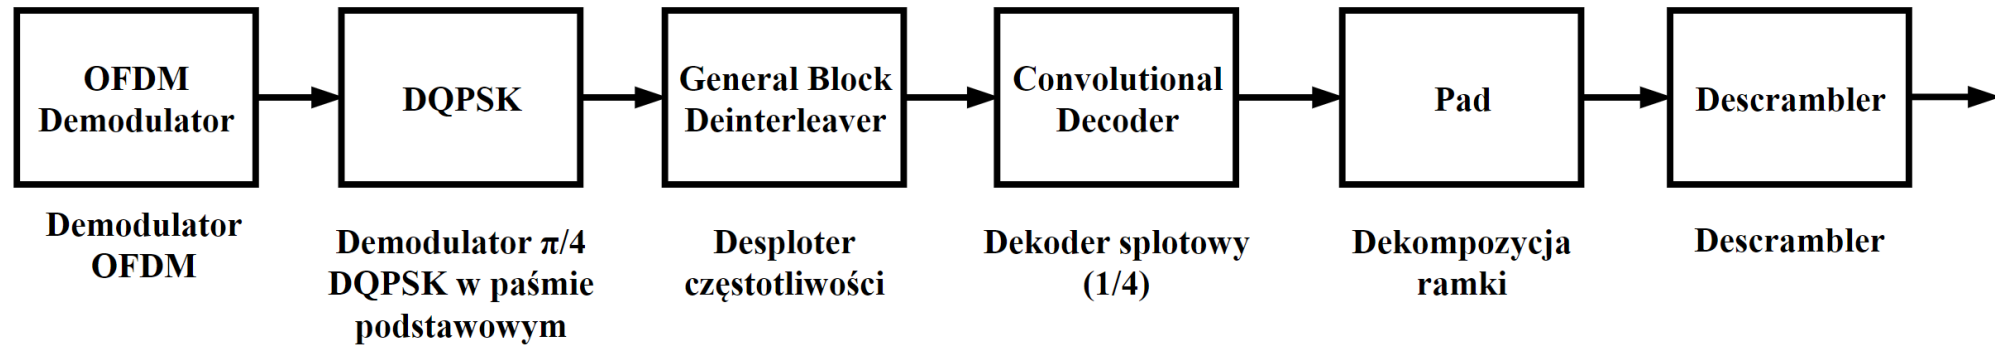 OFDM
Demodulator
DQPSK
General Block
Deinterleaver
Convolutional
Decoder
Pad
Descrambler
Demodulator
OFDM
Demodulator π/4
DQPSK w paśmie
podstawowym
Desploter
częstotliwości
Dekoder splotowy
(1/4)
Dekompozycja
ramki
Descrambler